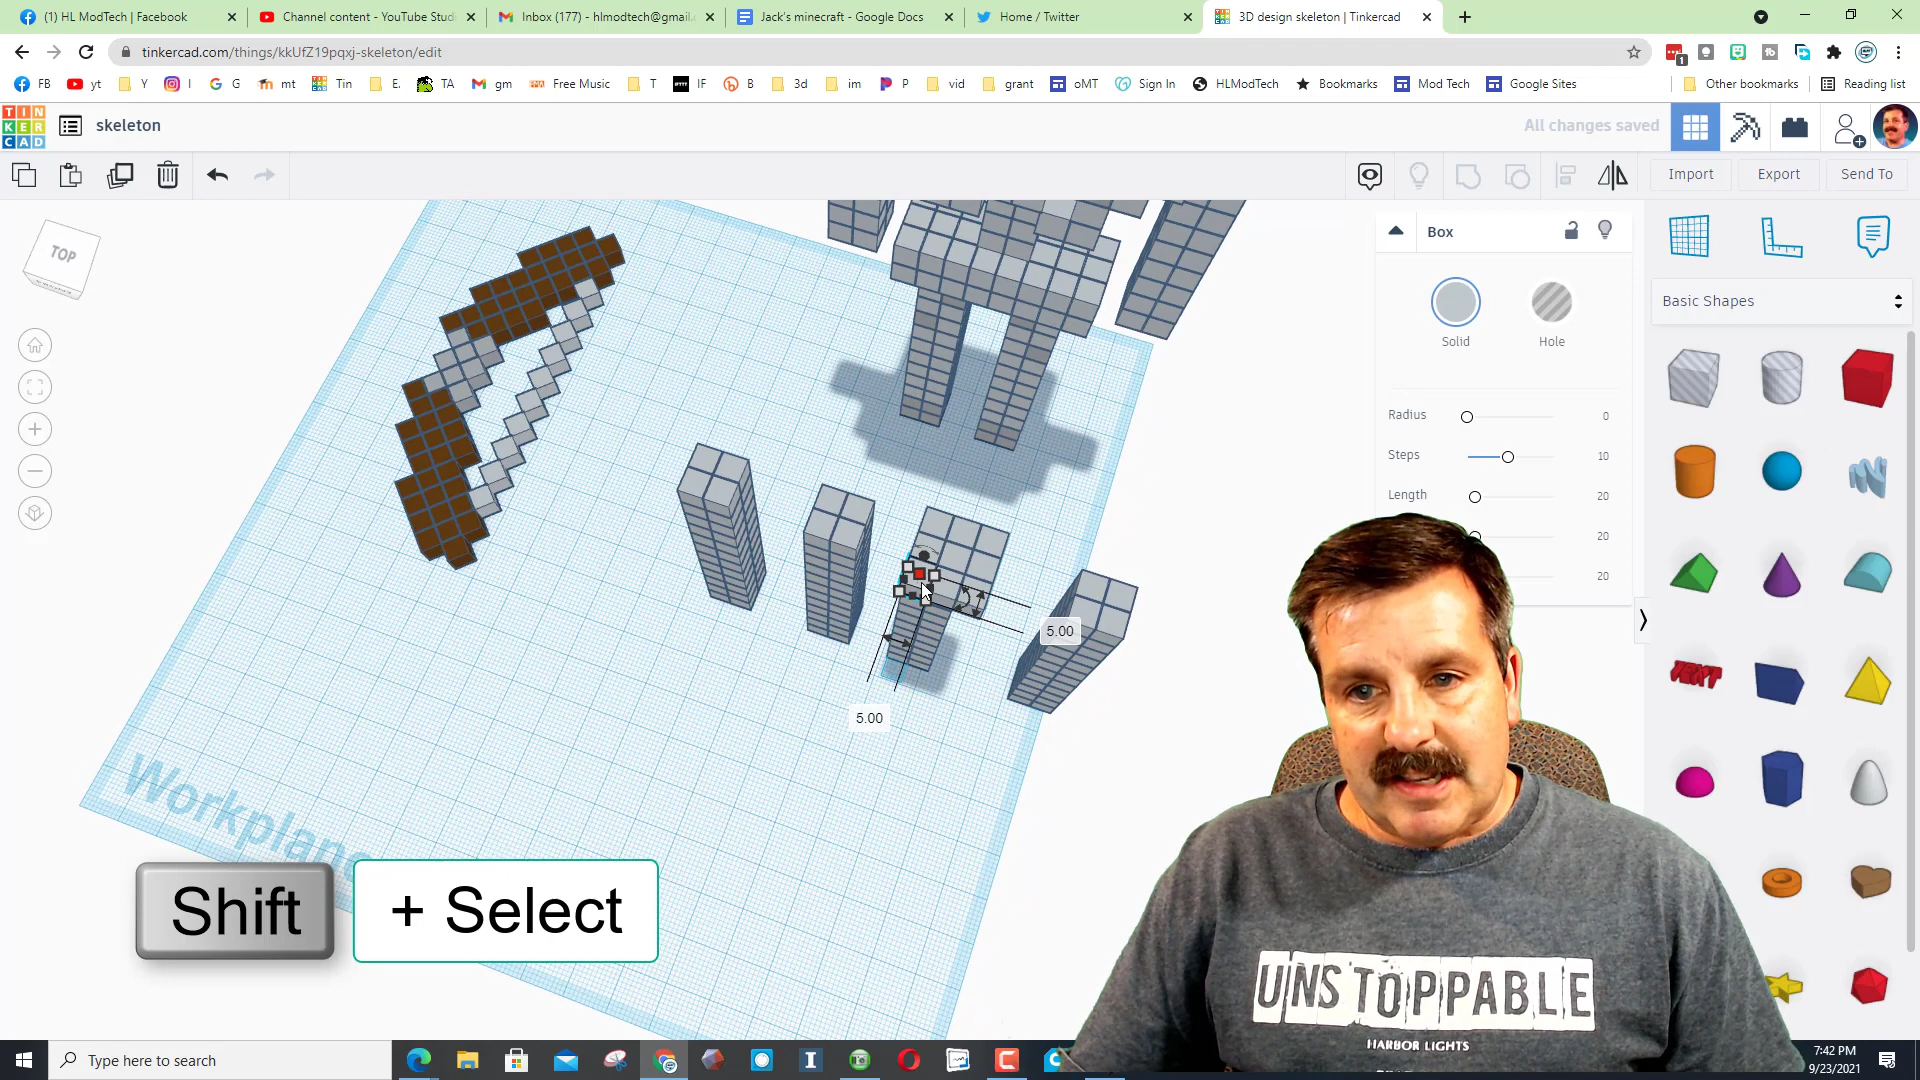 (1) HL ModTech | Facebook
Channel content - YouTube Studi
Inbox (177) - hlmodtech@gmail.c
Jack's minecraft - Google Docs
Home / Twitter
3D design skeleton | Tinkercad
tinkercad.com/things/kkUfZ19pqxj-skeleton/edit
1
FB
yt
Y
I
G
mt
Tin
E.
TA
gm
Free Music
T
IF
B
3d
im
P
vid
grant
oMT
Sign In
HLModTech
Bookmarks
Mod Tech
Google Sites
Other bookmarks
Reading list
TIN
KER
CAD
skeleton
All changes saved
Import
Export
Send To
TOP
Box
Solid
Hole
Radius
0
Steps
10
Length
20
20
20
Basic Shapes
TEXT
5.00
5.00
Workplane
Shift
+ Select
UNSTOPPABLE
HARBOR LIGHTS
Type here to search
7:42 PM
9/23/2021